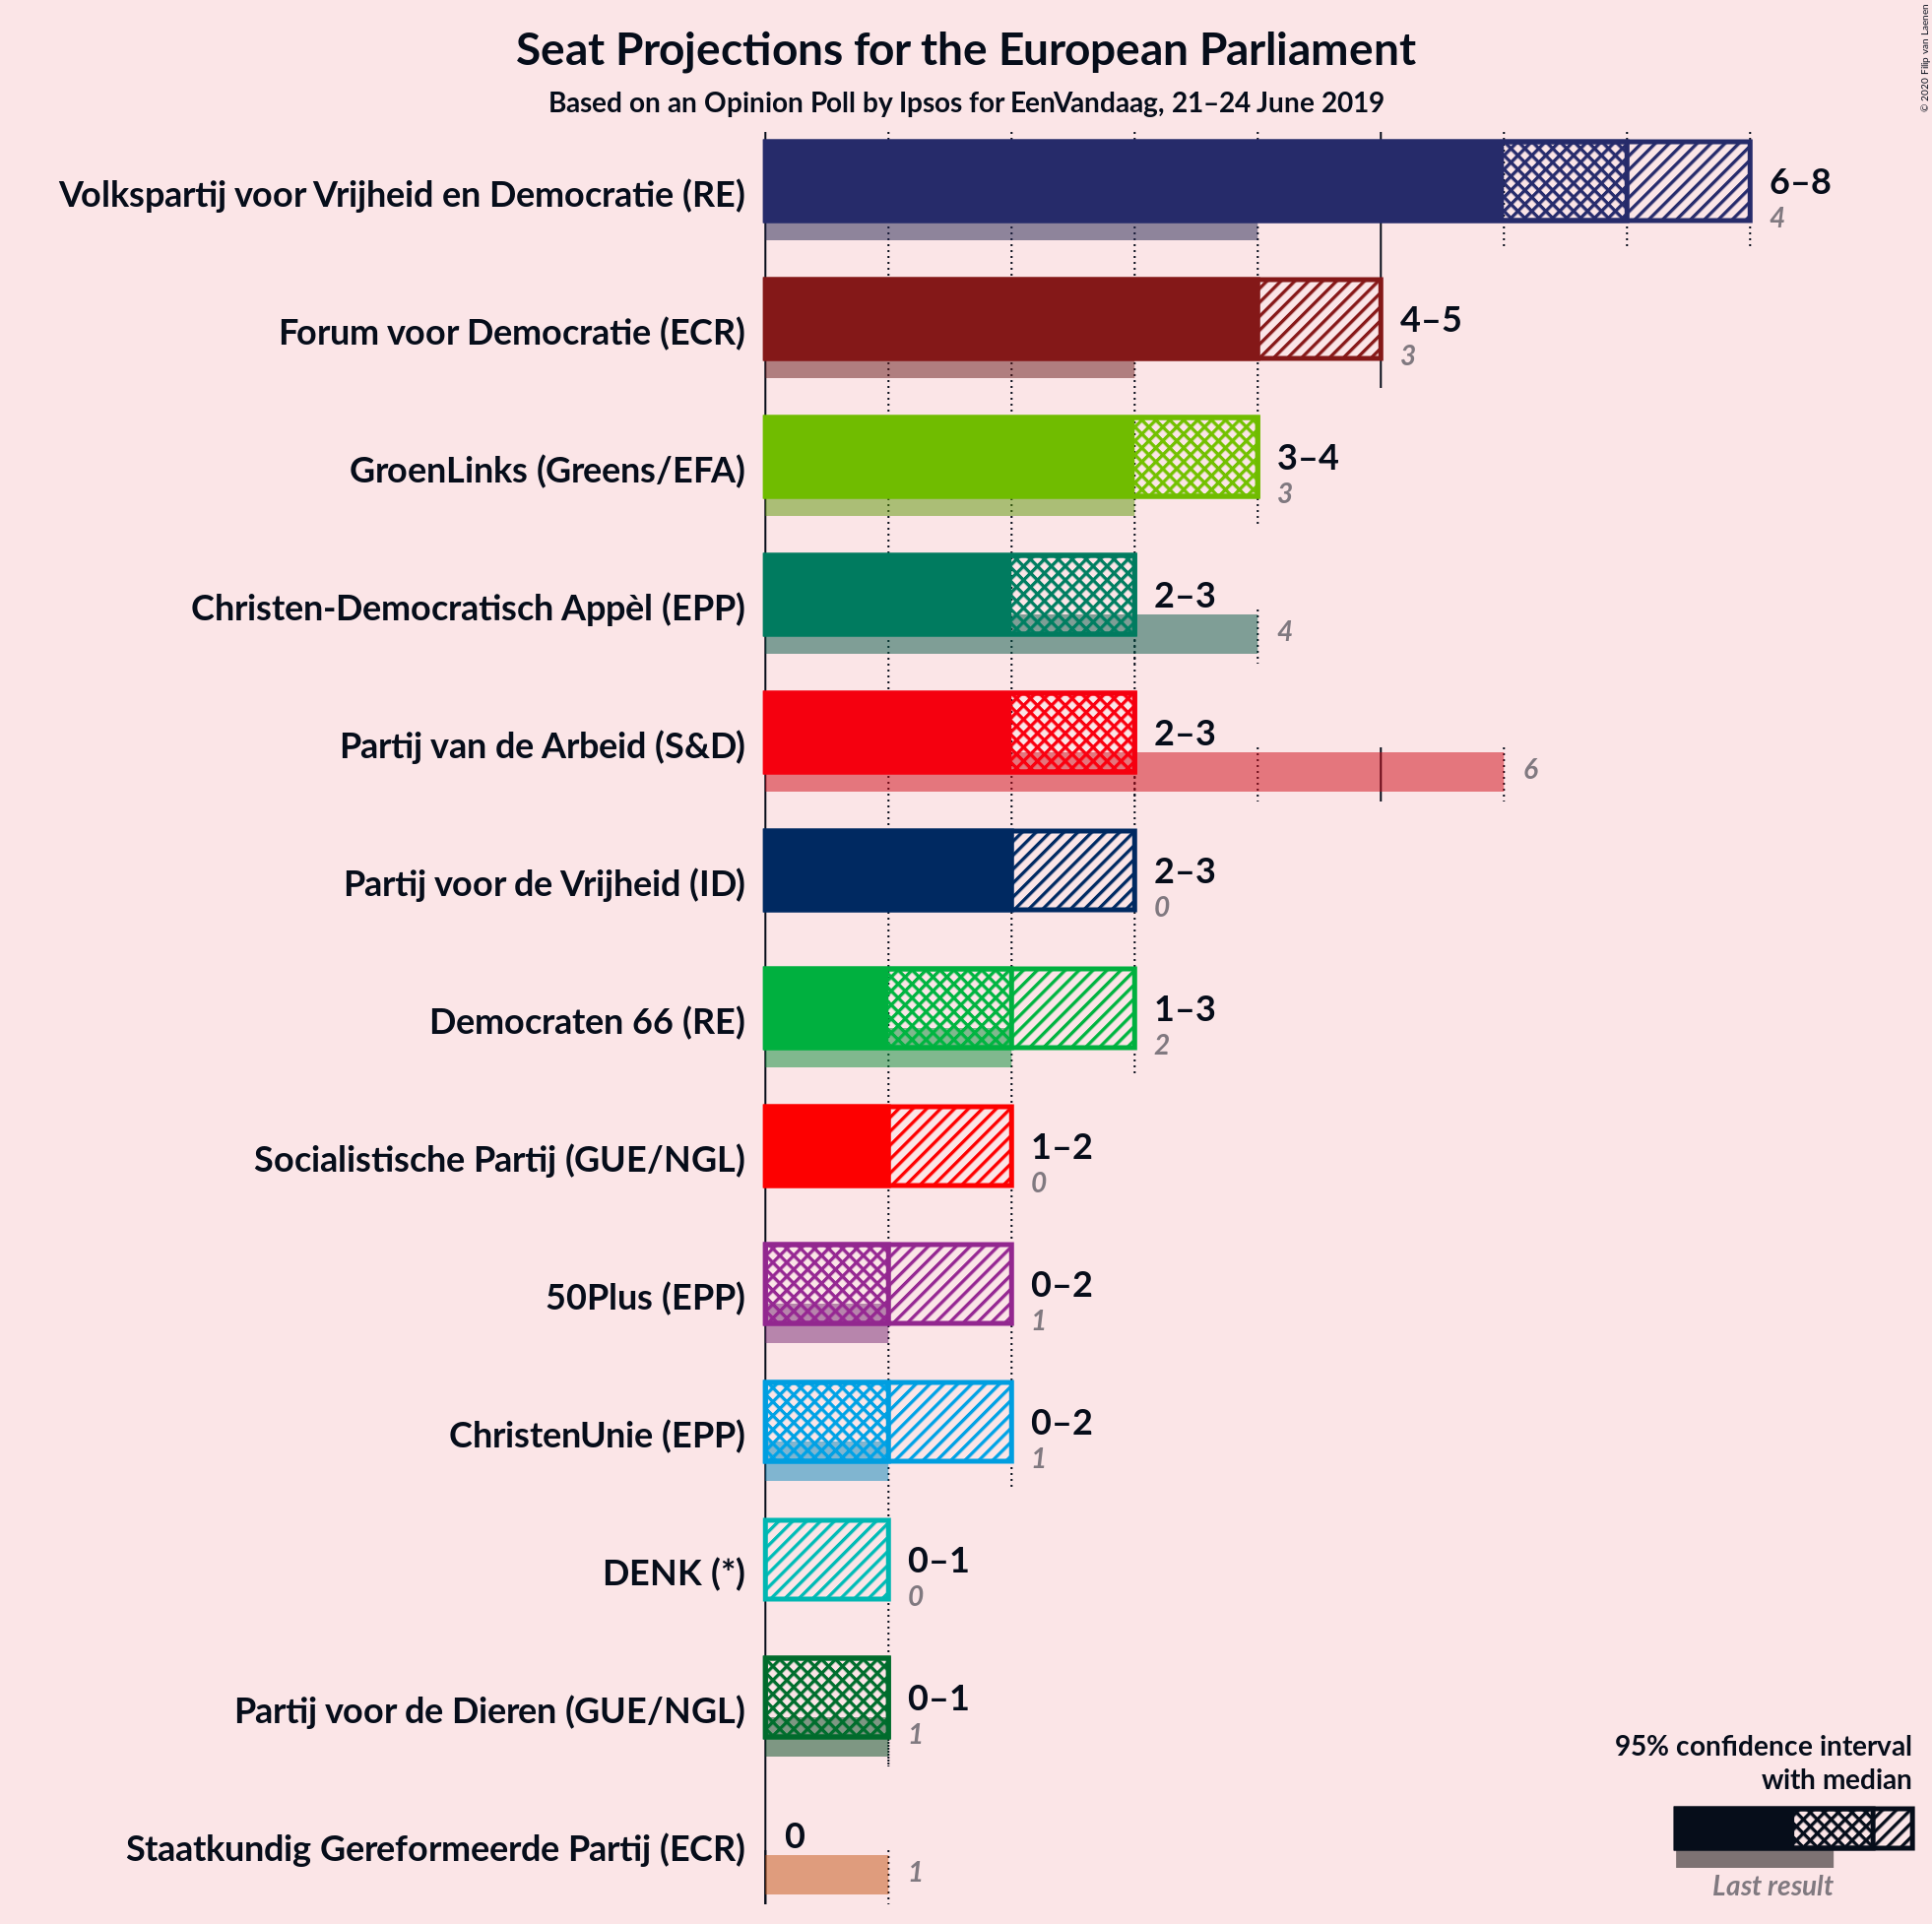 Seat Projections for the European Parliament
Based on an Opinion Poll by Ipsos for EenVandaag, 21–24 June 2019
© 2020 Filip van Laenen
Volkspartij voor Vrijheid en Democratie (RE)
6–8
4
Forum voor Democratie (ECR)
4–5
3
GroenLinks (Greens/EFA)
3–4
3
Christen-Democratisch Appèl (EPP)
2–3
4
Partij van de Arbeid (S&D)
2–3
6
Partij voor de Vrijheid (ID)
2–3
0
Democraten 66 (RE)
1–3
2
Socialistische Partij (GUE/NGL)
1–2
0
50Plus (EPP)
0–2
1
ChristenUnie (EPP)
0–2
1
DENK (*)
0–1
0
Partij voor de Dieren (GUE/NGL)
0–1
1
Staatkundig Gereformeerde Partij (ECR)
0
1
95% confidence interval
with median
Last result